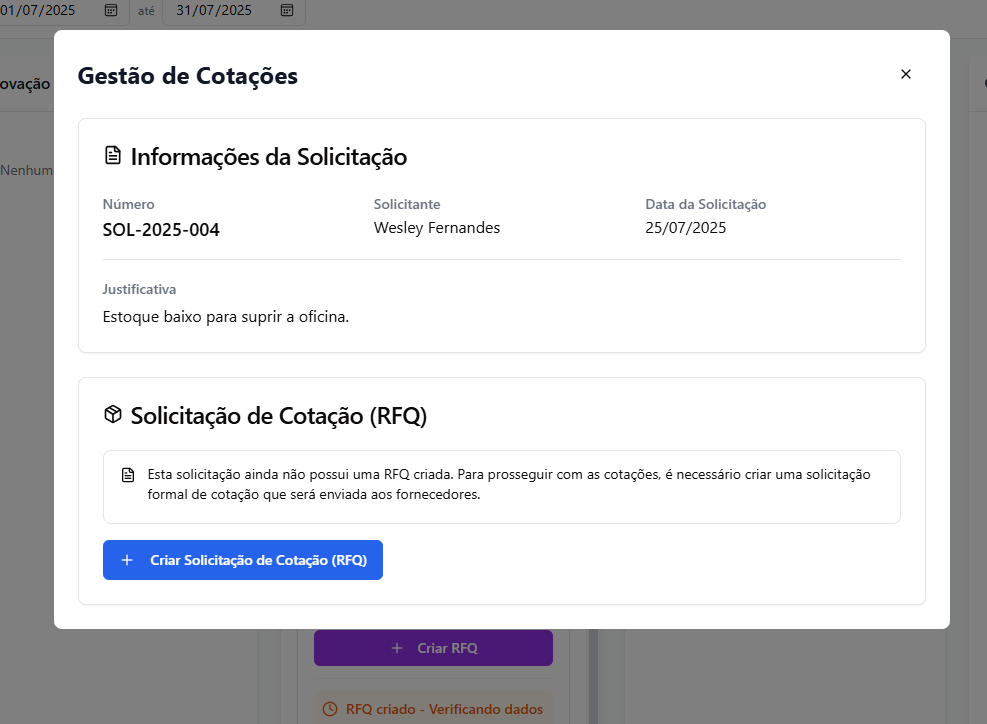 01/07/2025 até 31/07/2025
Gestão de Cotações
ovação
Informações da Solicitação
Nenhum
Número Solicitante Data da Solicitação
SOL-2025-004 Wesley Fernandes 25/07/2025
Justificativa
Estoque baixo para suprir a oficina.
Solicitação de Cotação (RFQ)
Esta solicitação ainda não possui uma RFQ criada. Para prosseguir com as cotações, é necessário criar uma solicitação
formal de cotação que será enviada aos fornecedores.
+ Criar Solicitação de Cotação (RFQ)
+ Criar RFQ
RFQ criado - Verificando dados